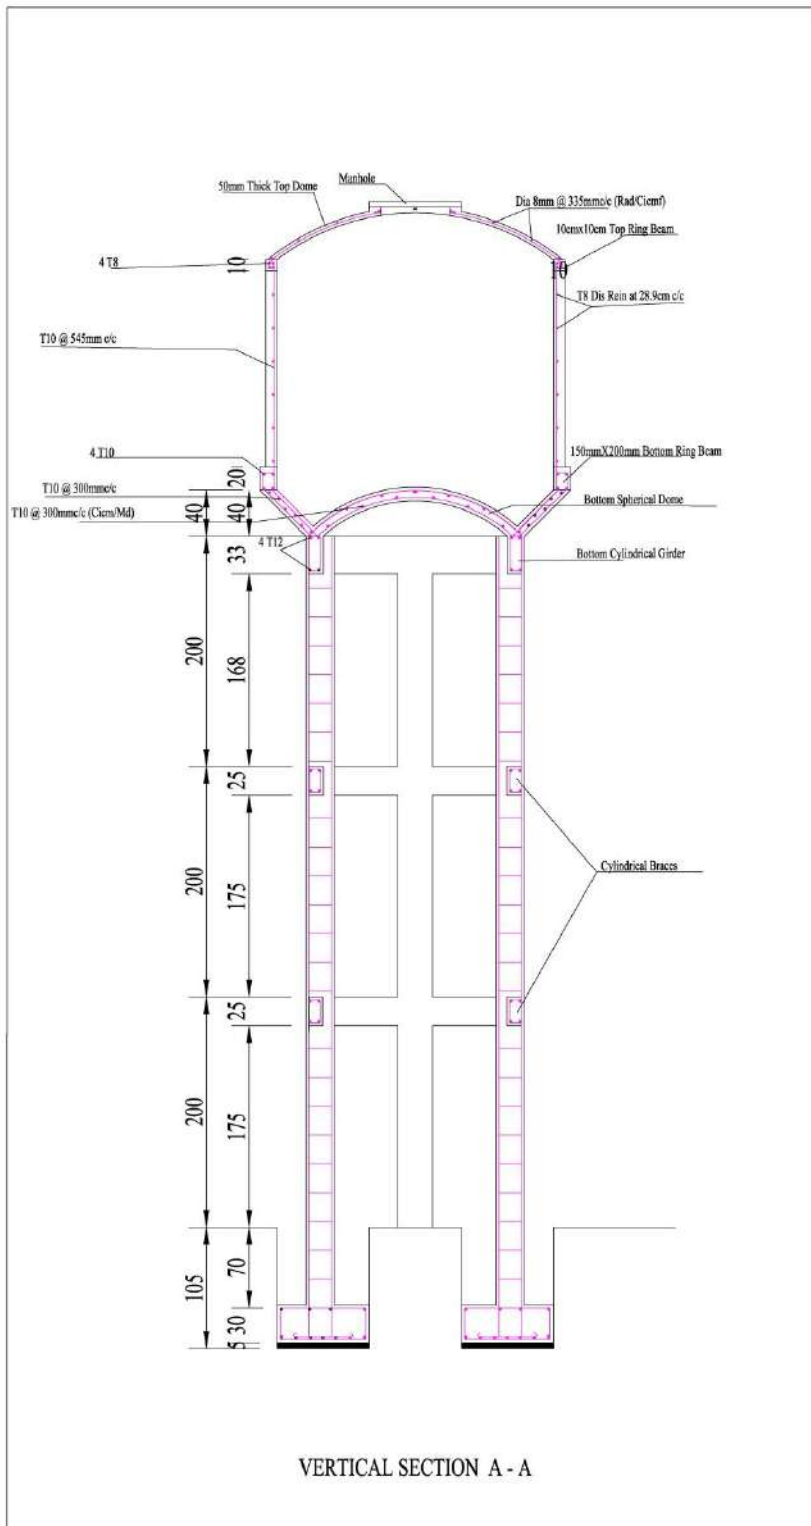 Manhole
50mm Thick Top Dome
Dia 8mm @ 335mmc/c (Rad/Cicmf)
10cmx10cm Top Ring Beam
4 T8
10
10
T8 Dis Rein at 28.9cm c/c
T10 @ 545mm c/c
4 T10
150mmX200mm Bottom Ring Beam
20
T10 @ 300mmc/c
40
40
Bottom Spherical Dome
T10 @ 300mmc/c (Cicm/Md)
4 T12
33
Bottom Cylindrical Girder
200
168
25
Cylindrical Braces
200
175
25
200
175
105
70
30
5
VERTICAL SECTION A - A